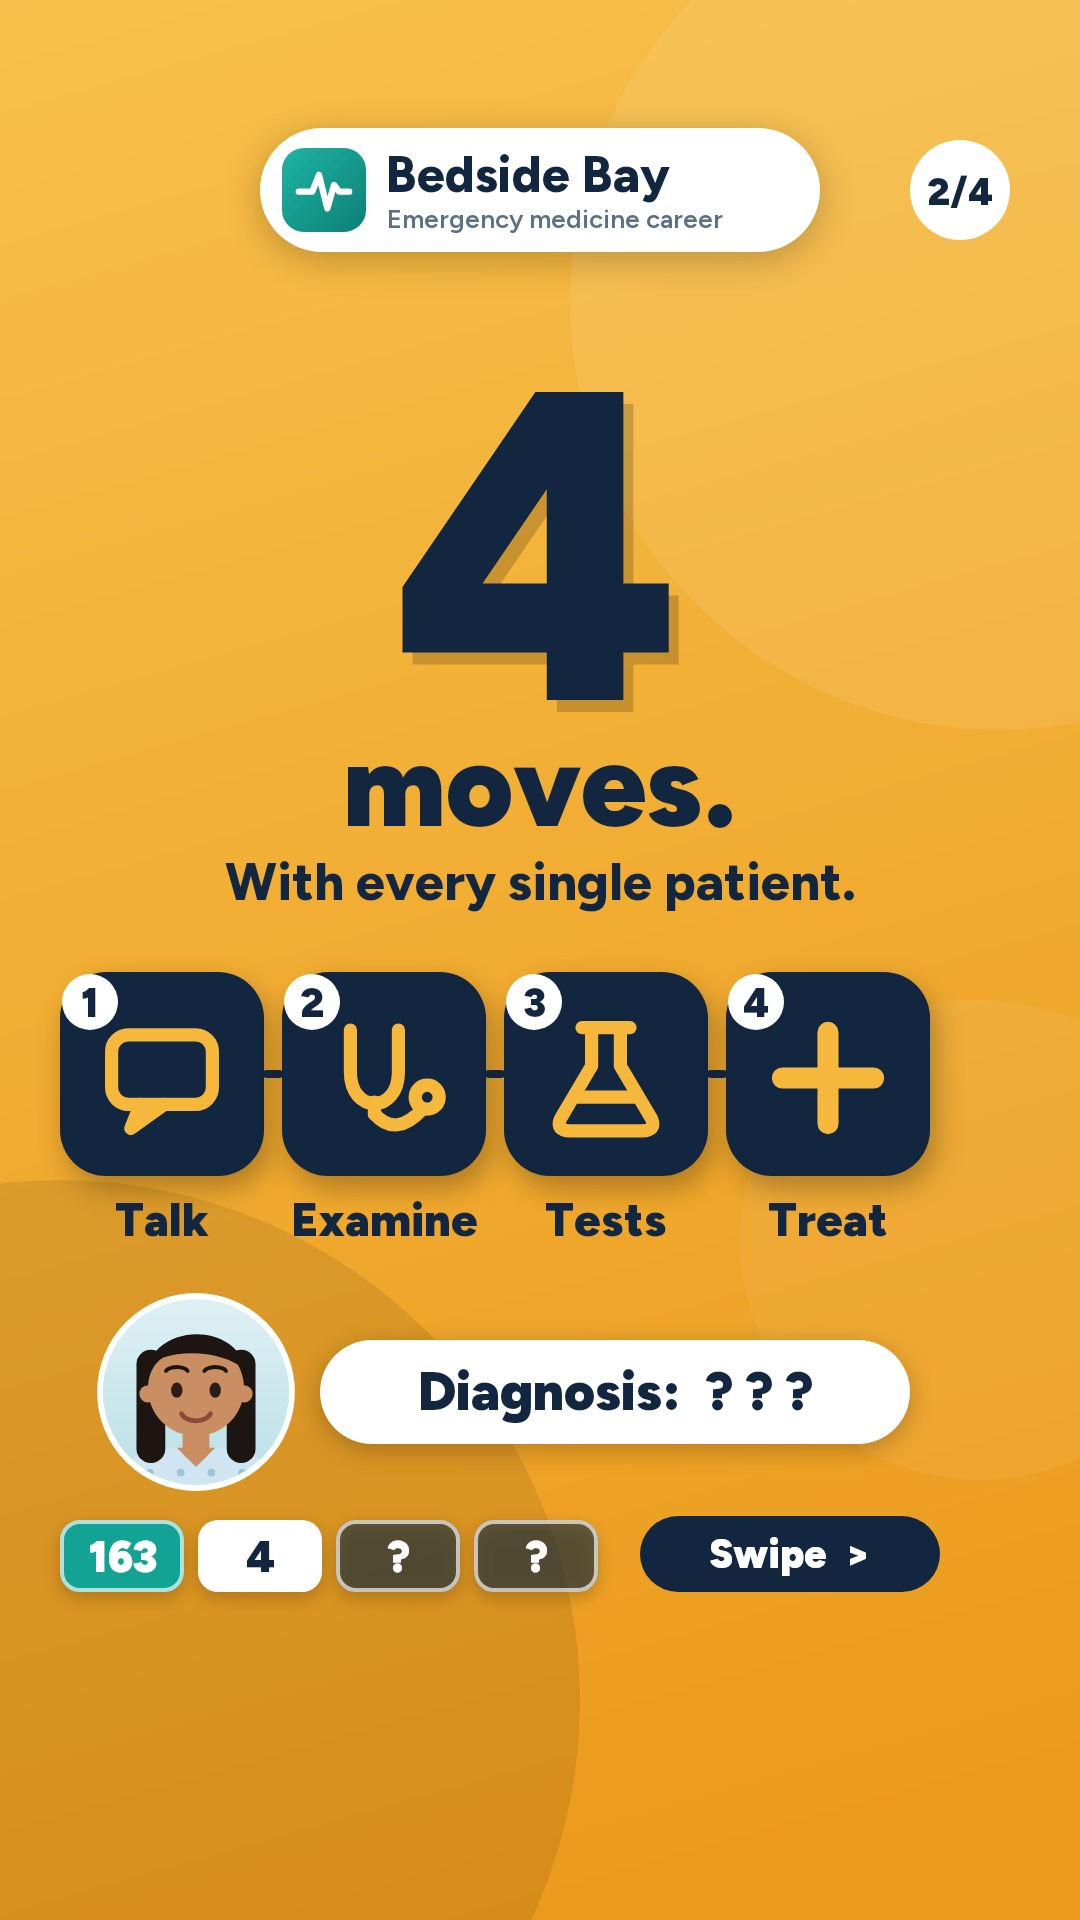 Bedside Bay
Emergency medicine career
2/4
4
moves.
With every single patient.
1 2 3 4
Talk Examine Tests Treat
Diagnosis: ? ? ?
163 4 ? ? Swipe >